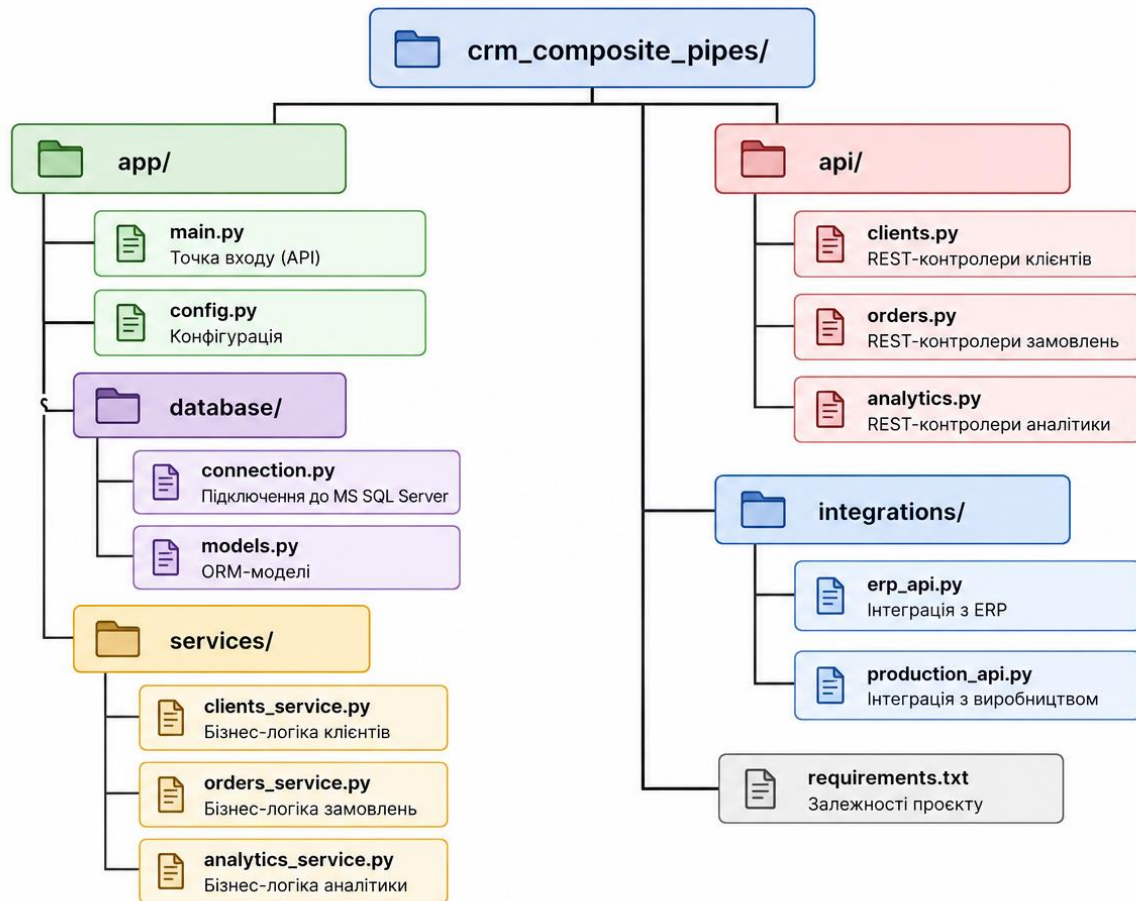 crm_composite_pipes/
app/
main.py
Точка входу (API)
config.py
Конфігурація
database/
connection.py
Підключення до MS SQL Server
models.py
ORM-моделі
services/
clients_service.py
Бізнес-логіка клієнтів
orders_service.py
Бізнес-логіка замовлень
analytics_service.py
Бізнес-логіка аналітики
api/
clients.py
REST-контролери клієнтів
orders.py
REST-контролери замовлень
analytics.py
REST-контролери аналітики
integrations/
erp_api.py
Інтеграція з ERP
production_api.py
Інтеграція з виробництвом
requirements.txt
Залежності проєкту